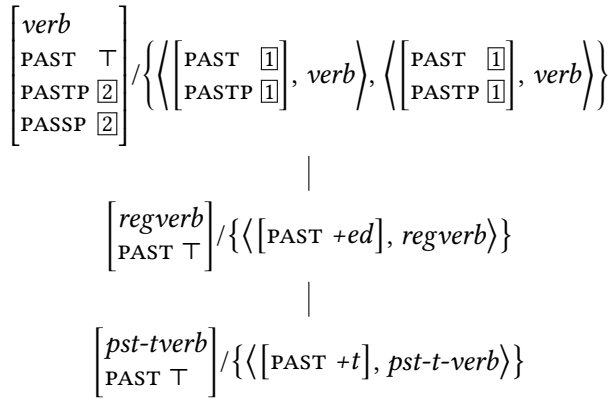 verb
PAST ⊤
PASTP 2
PASSP 2
/{⟨[PAST 1
PASTP 1], verb⟩, ⟨[PAST 1
PASTP 1], verb⟩}
regverb
PAST ⊤
/{⟨[PAST +ed], regverb⟩}
pst-tverb
PAST ⊤
/{⟨[PAST +t], pst-t-verb⟩}